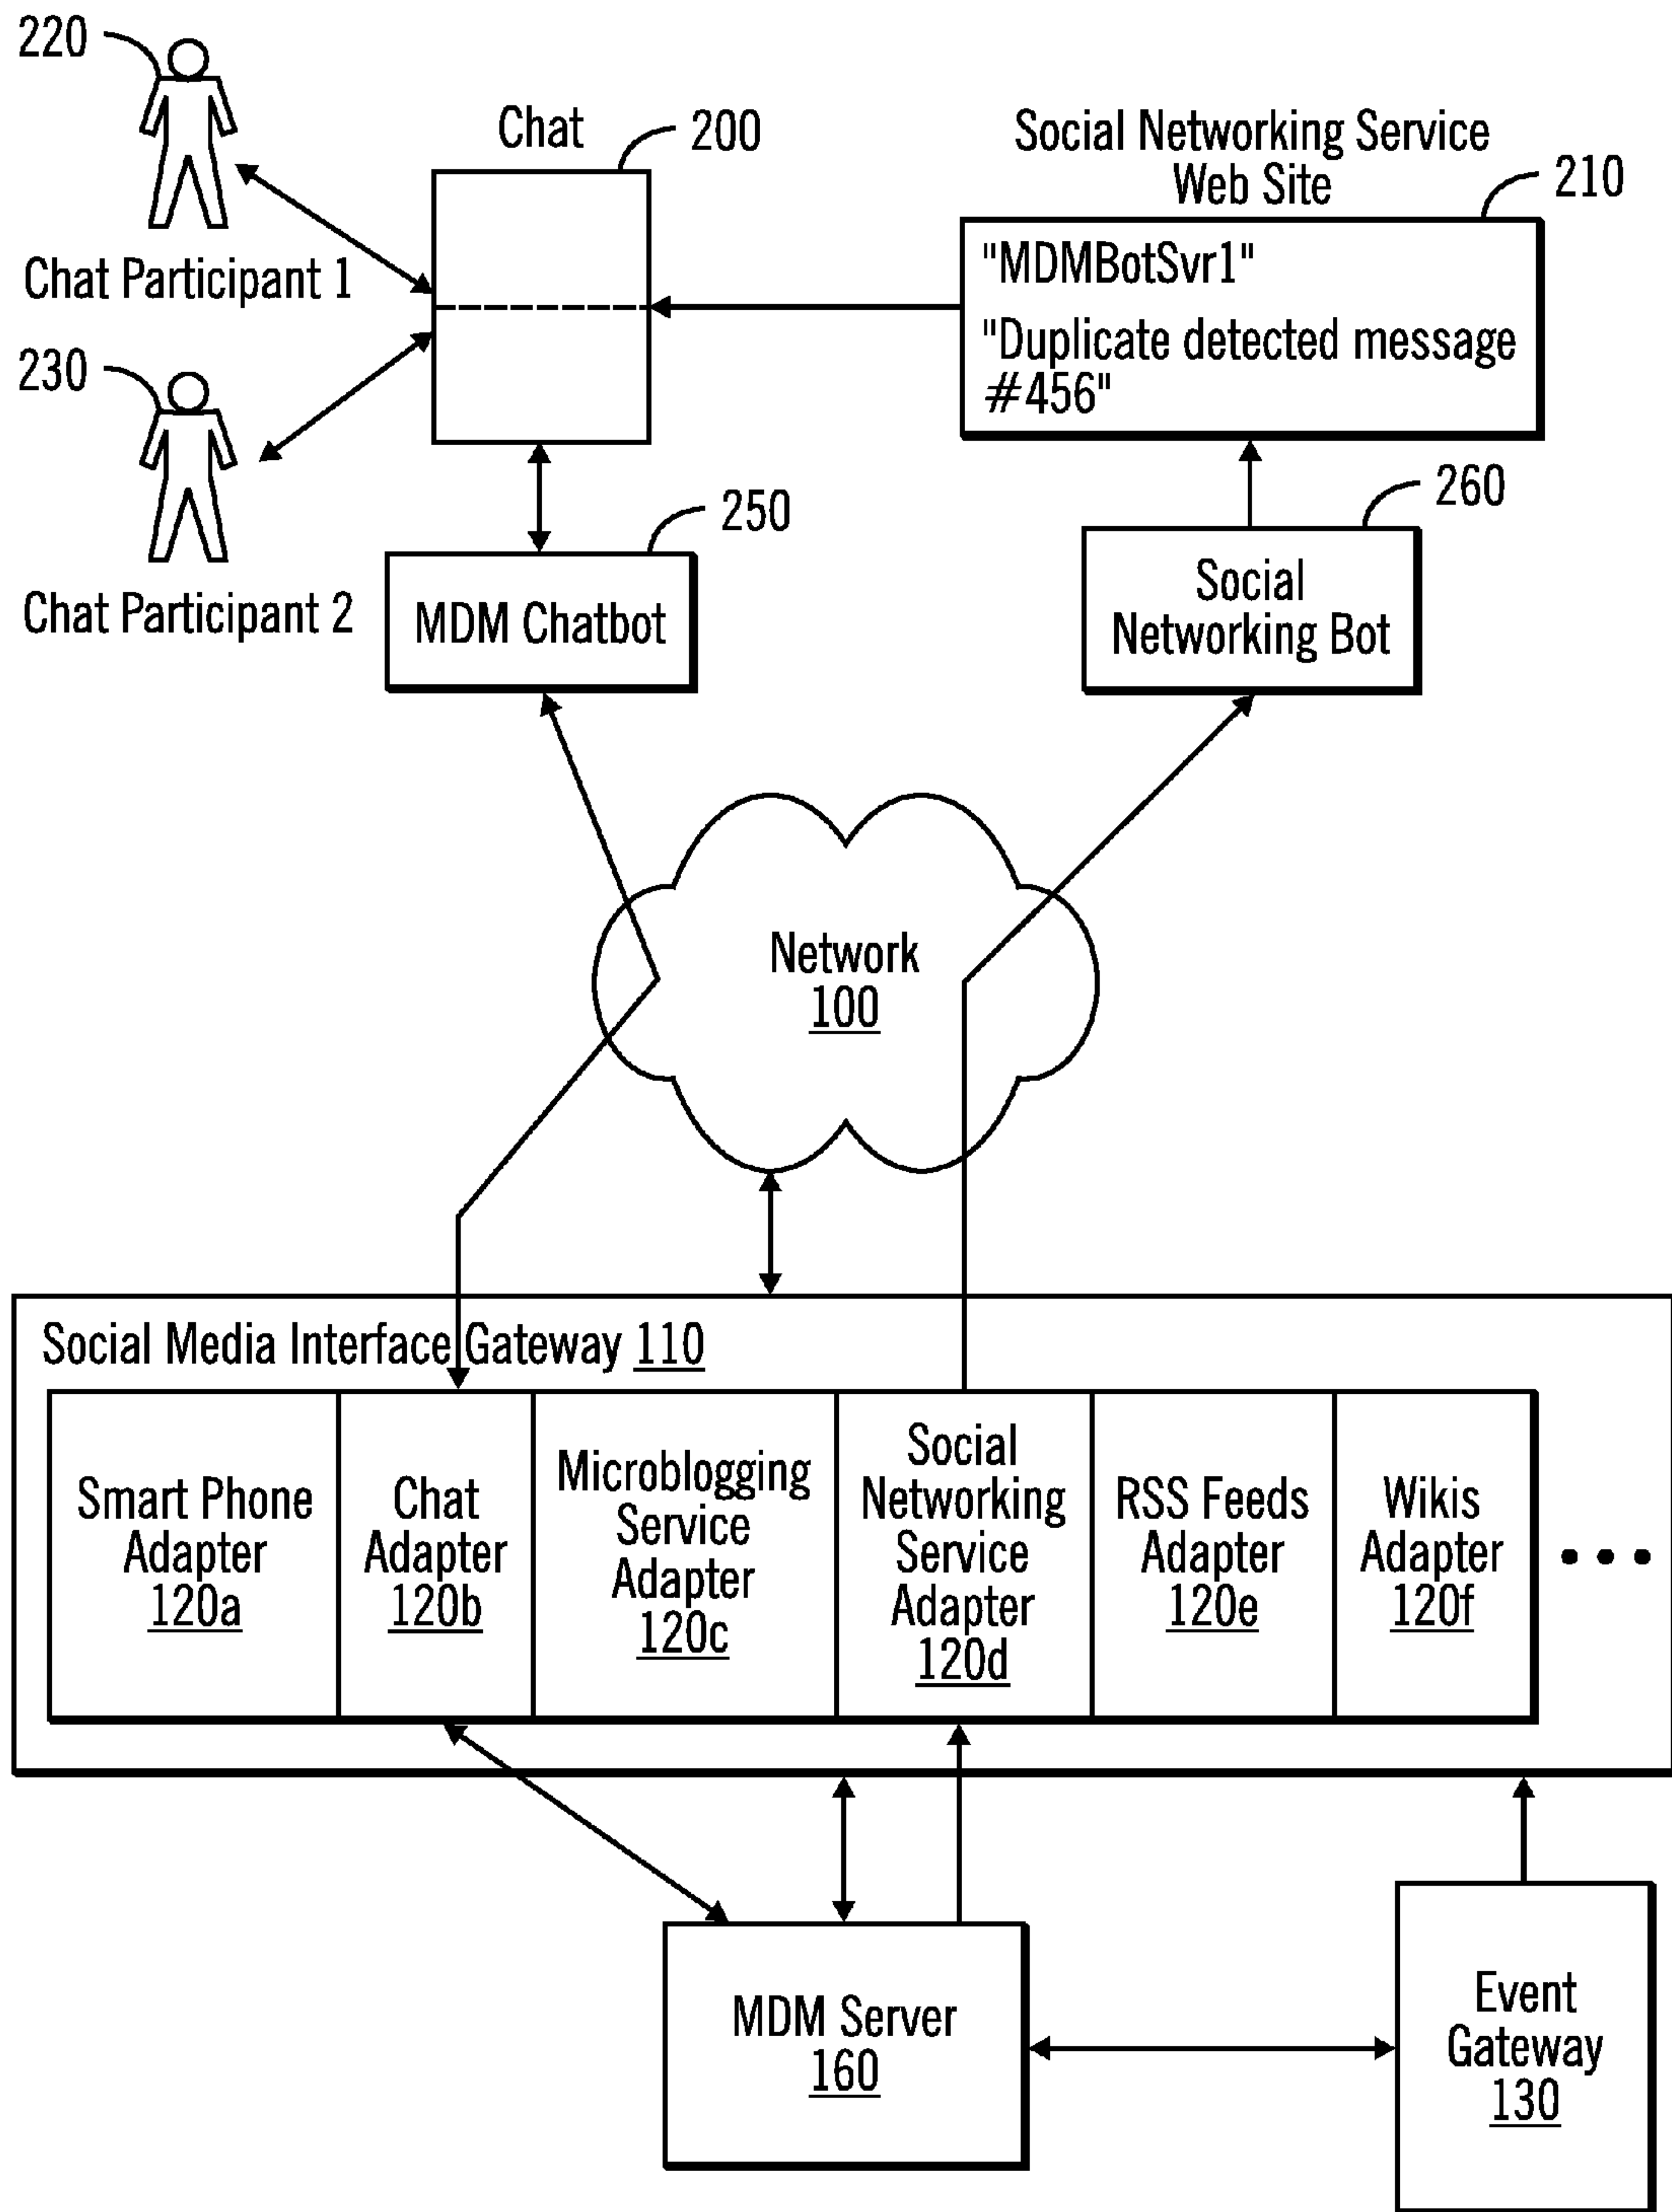 220
Chat
200
Social Networking Service
Web Site
210
"MDMBotSvr1"
"Duplicate detected message
#456"
Chat Participant 1
230
Chat Participant 2
250
MDM Chatbot
260
Social
Networking Bot
Network
100
Social Media Interface Gateway 110
Smart Phone
Adapter
120a
Chat
Adapter
120b
Microblogging
Service
Adapter
120c
Social
Networking
Service
Adapter
120d
RSS Feeds
Adapter
120e
Wikis
Adapter
120f
MDM Server
160
Event
Gateway
130